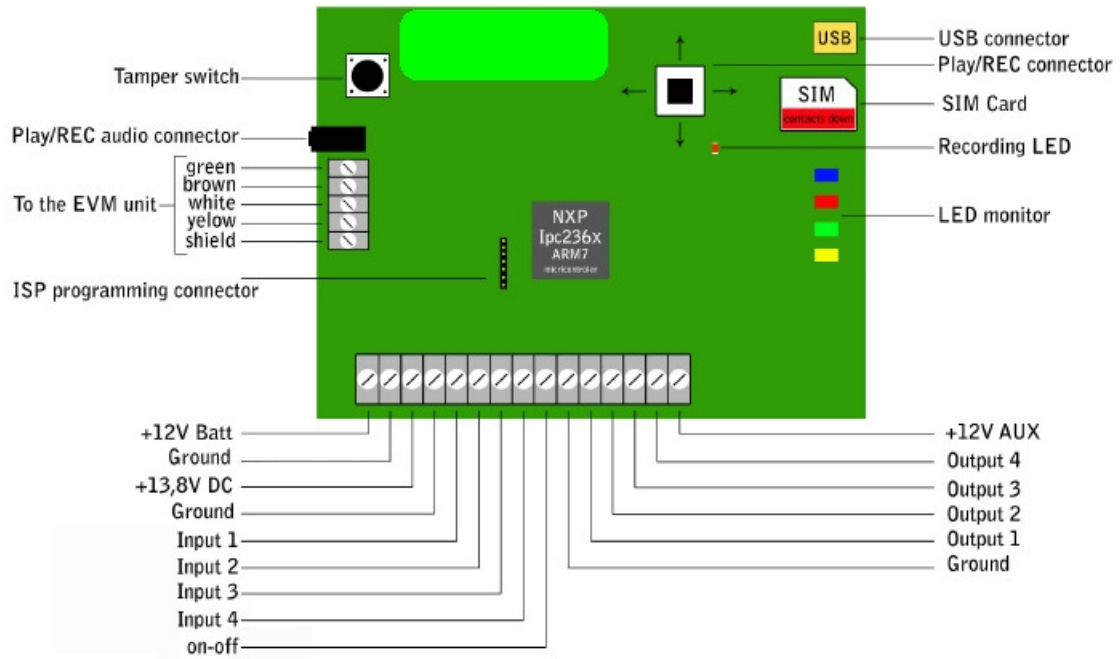 USB
USB connector
Play/REC connector
Tamper switch
SIM
contacts down
SIM Card
Play/REC audio connector
Recording LED
green
brown
To the EVM unit
white
yelow
shield
NXP
Ipc236x
ARM7
micricontroler
LED monitor
ISP programming connector
+12V Batt
Ground
+13,8V DC
Ground
Input 1
Input 2
Input 3
Input 4
on-off
+12V AUX
Output 4
Output 3
Output 2
Output 1
Ground